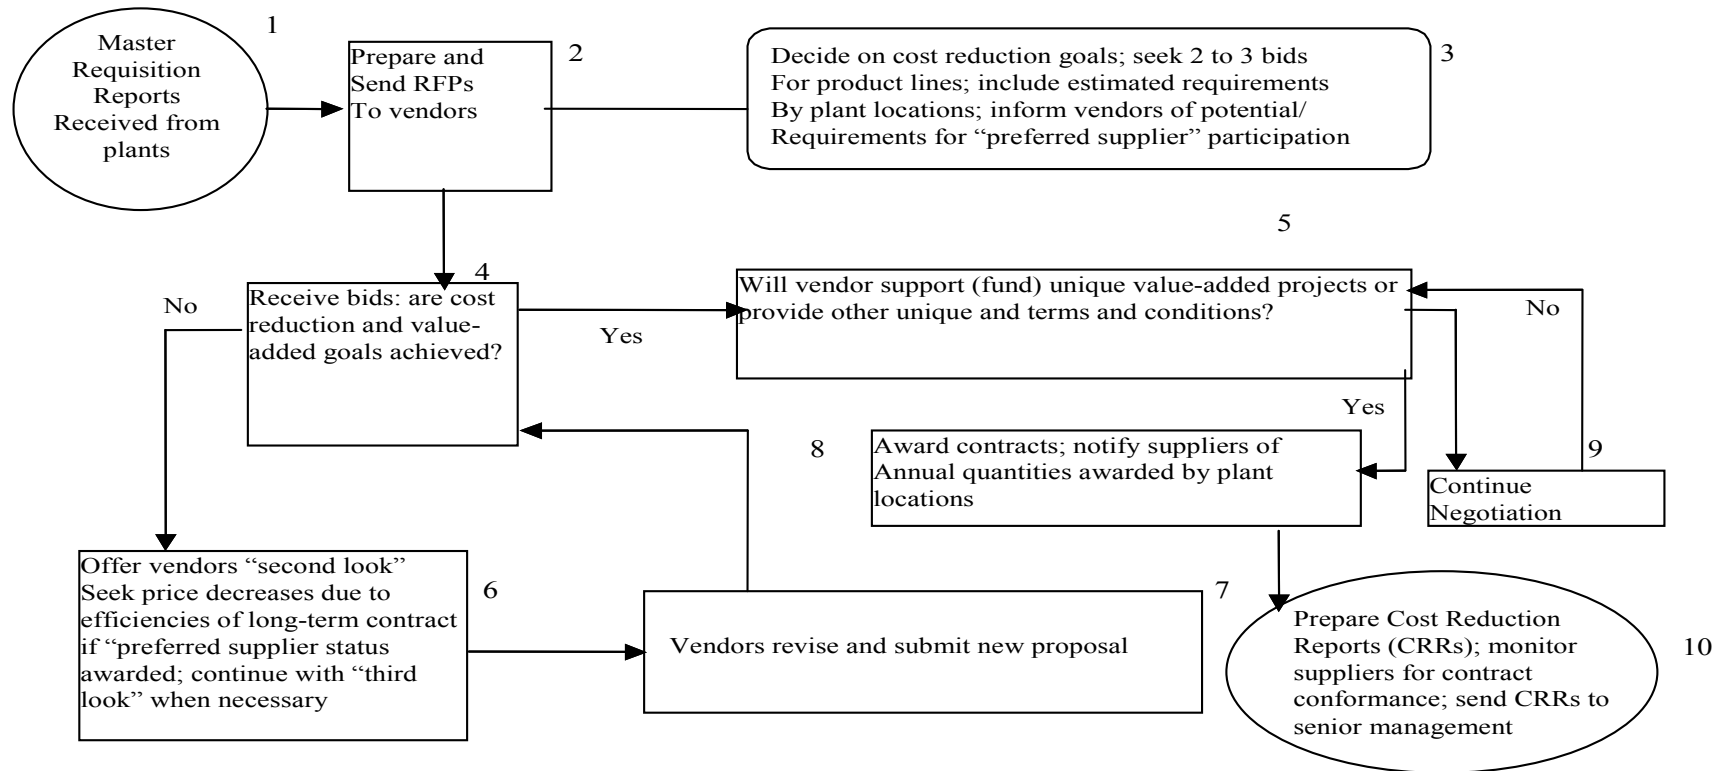 1
Master
Requisition
Reports
Received from
plants
2
Prepare and
Send RFPs
To vendors
3
Decide on cost reduction goals; seek 2 to 3 bids
For product lines; include estimated requirements
By plant locations; inform vendors of potential/
Requirements for “preferred supplier” participation
4
Receive bids: are cost
reduction and value-
added goals achieved?
No
Yes
5
Will vendor support (fund) unique value-added projects or
provide other unique and terms and conditions?
No
Yes
8
Award contracts; notify suppliers of
Annual quantities awarded by plant
locations
9
Continue
Negotiation
Offer vendors “second look”
Seek price decreases due to
efficiencies of long-term contract
if “preferred supplier status
awarded; continue with “third
look” when necessary
6
7
Vendors revise and submit new proposal
Prepare Cost Reduction
Reports (CRRs); monitor
suppliers for contract
conformance; send CRRs to
senior management
10